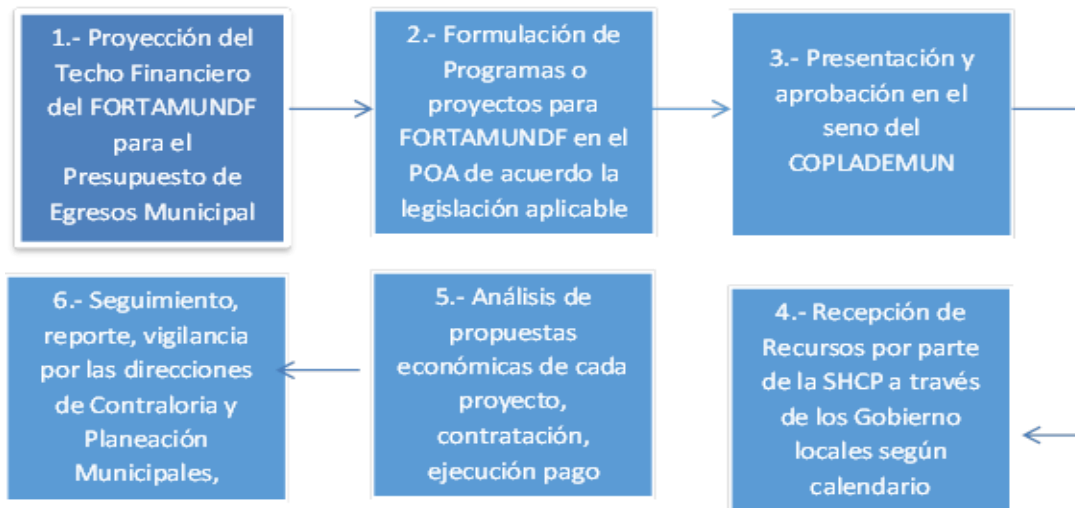 1.- Proyección del
Techo Financiero
del FORTAMUNDF
para el
Presupuesto de
Egresos Municipal
2.- Formulación de
Programas o
proyectos para
FORTAMUNDF en el
POA de acuerdo la
legislación aplicable
3.- Presentación y
aprobación en el
seno del
COPLADEMUN
4.- Recepción de
Recursos por parte
de la SHCP a través
de los Gobierno
locales según
calendario
5.- Análisis de
propuestas
económicas de cada
proyecto,
contratación,
ejecución pago
6.- Seguimiento,
reporte, vigilancia
por las direcciones
de Contraloria y
Planeación
Municipales,